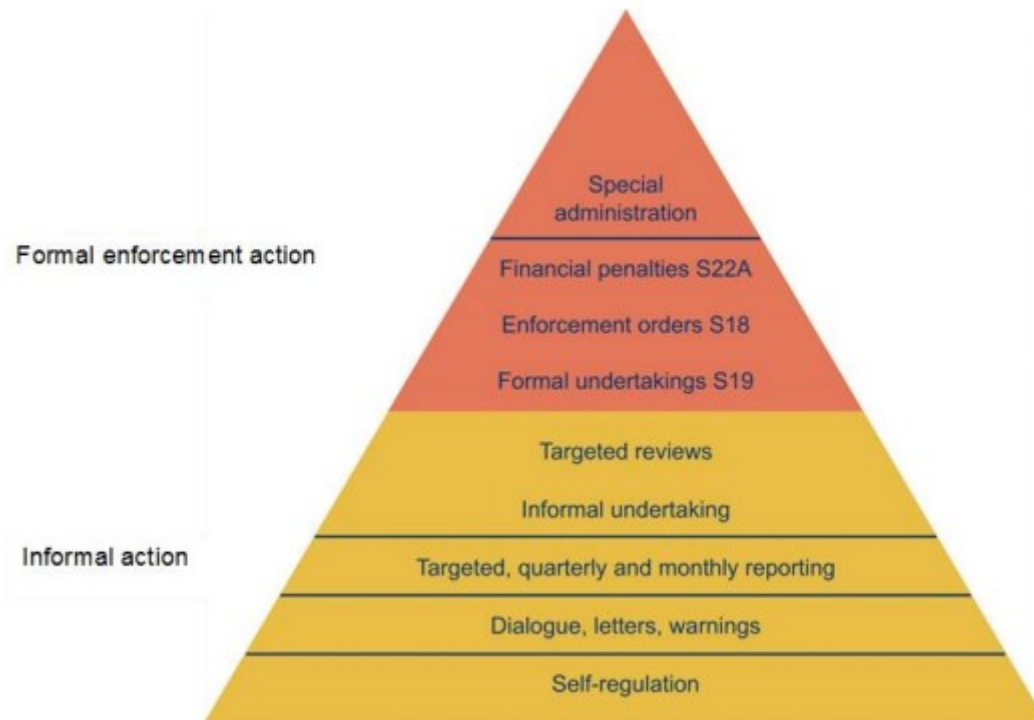 Special
administration
Formal enforcement action
Financial penalties S22A
Enforcement orders S18
Formal undertakings S19
Targeted reviews
Informal undertaking
Informal action
Targeted, quarterly and monthly reporting
Dialogue, letters, warnings
Self-regulation